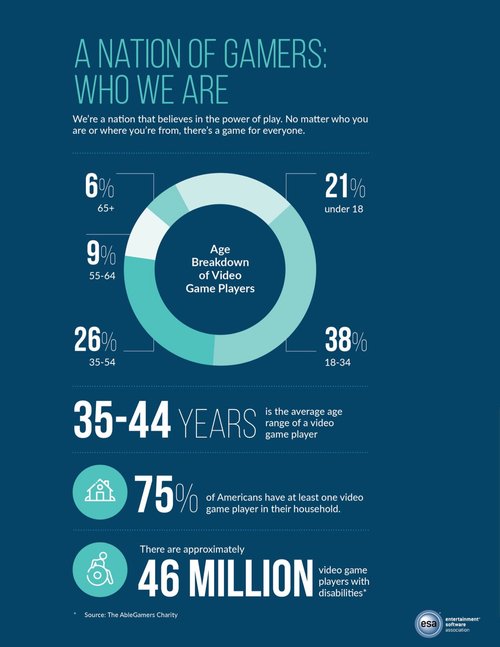 A NATION OF GAMERS:
WHO WE ARE
We're a nation that believes in the power of play. No matter who you
are or where you're from, there's a game for everyone.
6%
65+
21%
under 18
9%
55-64
Age
Breakdown
of Video
Game Players
26%
35-54
38%
18-34
35-44 YEARS
is the average age
range of a video
game player
75%
of Americans have at least one video
game player in their household.
There are approximately
46 MILLION
video game
players with
disabilities*
* Source: The AbleGamers Charity
esa
entertainment®
software
association